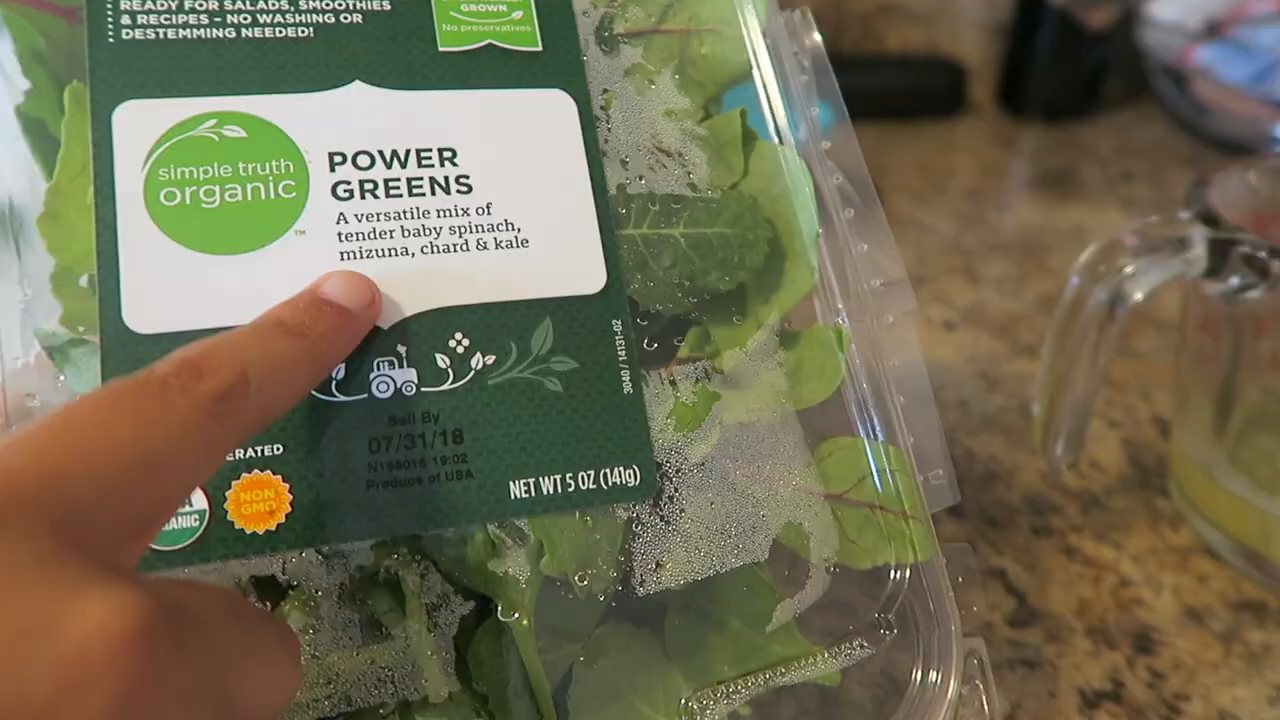 READY FOR SALADS, SMOOTHIES
& RECIPES – NO WASHING OR
DESTEMMING NEEDED!
GROWN
No preservatives
simple truth
organic
TM
POWER
GREENS
A versatile mix of
tender baby spinach,
mizuna, chard & kale
3040 / 14131-02
Sell By
07/31/18
N198016 19:02
Produce of USA
ERATED
NON
GMO
ANIC
NET WT 5 OZ (141g)